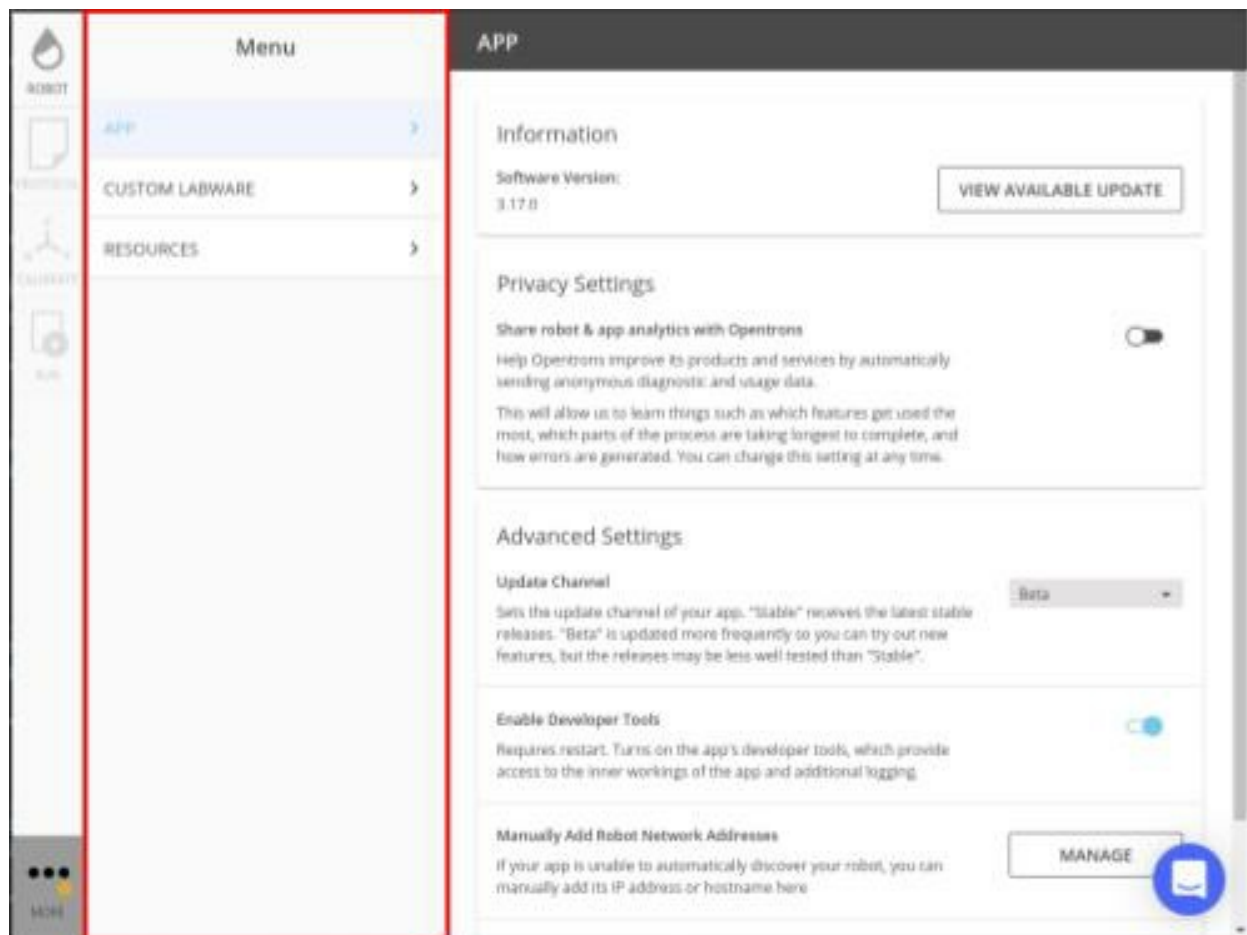 ROBOT
MORE
Menu
APP
CUSTOM LABWARE
RESOURCES
APP
Information
Software Version:
3.17.0
VIEW AVAILABLE UPDATE
Privacy Settings
Share robot & app analytics with Opentrons
Help Opentrons improve its products and services by automatically
sending anonymous diagnostic and usage data.
This will allow us to learn things such as which features get used the
most, which parts of the process are taking longest to complete, and
how errors are generated. You can change this setting at any time.
Advanced Settings
Update Channel
Beta
Sets the update channel of your app. "Stable" receives the latest stable
releases. "Beta" is updated more frequently so you can try out new
features, but the releases may be less well tested than "Stable".
Enable Developer Tools
Requires restart. Turns on the app's developer tools, which provide
access to the inner workings of the app and additional logging.
Manually Add Robot Network Addresses
If your app is unable to automatically discover your robot, you can
manually add its IP address or hostname here
MANAGE